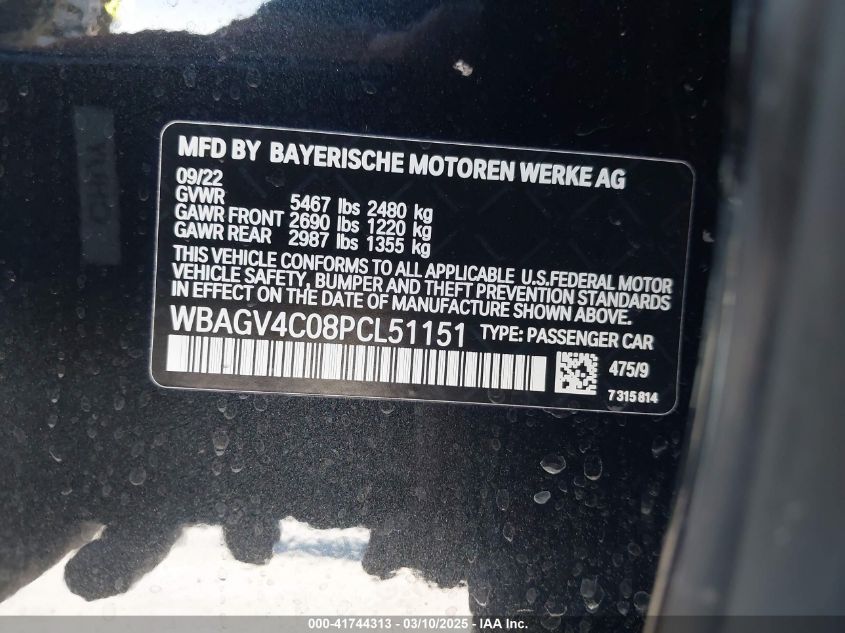 MFD BY BAYERISCHE MOTOREN WERKE AG
09/22
GVWR 5467 lbs 2480 kg
GAWR FRONT 2690 lbs 1220 kg
GAWR REAR 2987 lbs 1355 kg
THIS VEHICLE CONFORMS TO ALL APPLICABLE U.S.FEDERAL MOTOR
VEHICLE SAFETY, BUMPER AND THEFT PREVENTION STANDARDS
IN EFFECT ON THE DATE OF MANUFACTURE SHOWN ABOVE.
WBAGV4C08PCL51151 TYPE: PASSENGER CAR
475/9
7 315 814
000-41744313 - 03/10/2025 - IAA Inc.